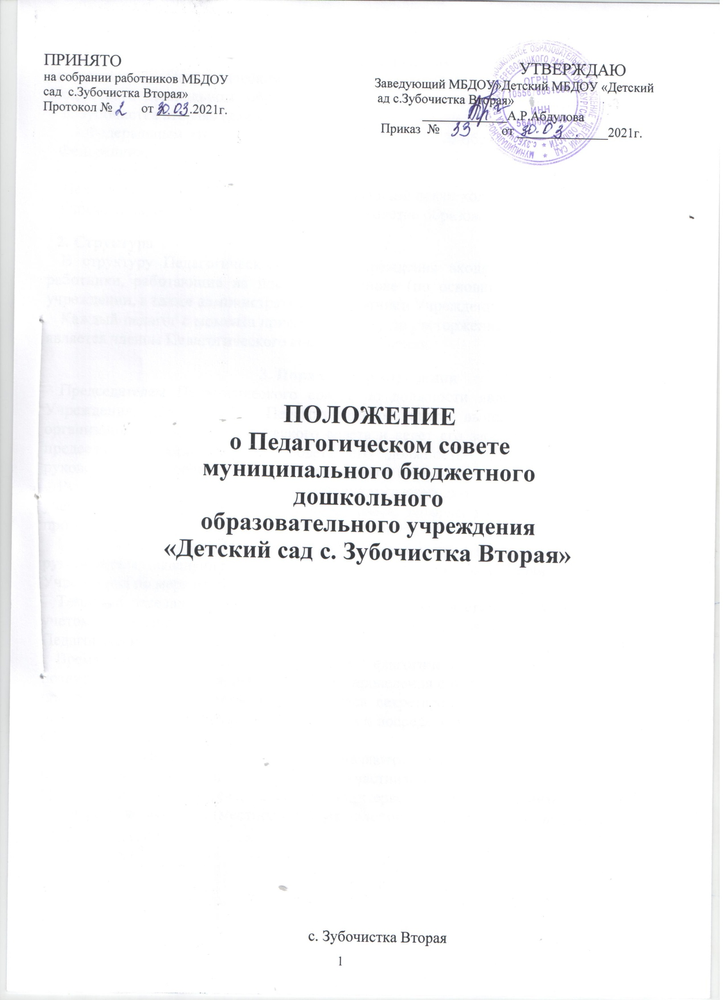 ПРИНЯТО
на собрании работников МБДОУ
сад с.Зубочистка Вторая»
Протокол № 2 от 30.03.2021г.
УТВЕРЖДАЮ
Заведующий МБДОУ»Детский МБДОУ «Детский
ад с.Зубочистка Вторая»
А.Р.Абдулова
Приказ № 33 от 30.03 2021г.
ОГРН
ИНН
ПОЛОЖЕНИЕ
о Педагогическом совете
муниципального бюджетного
дошкольного
образовательного учреждения
«Детский сад с. Зубочистка Вторая»
с. Зубочистка Вторая
1